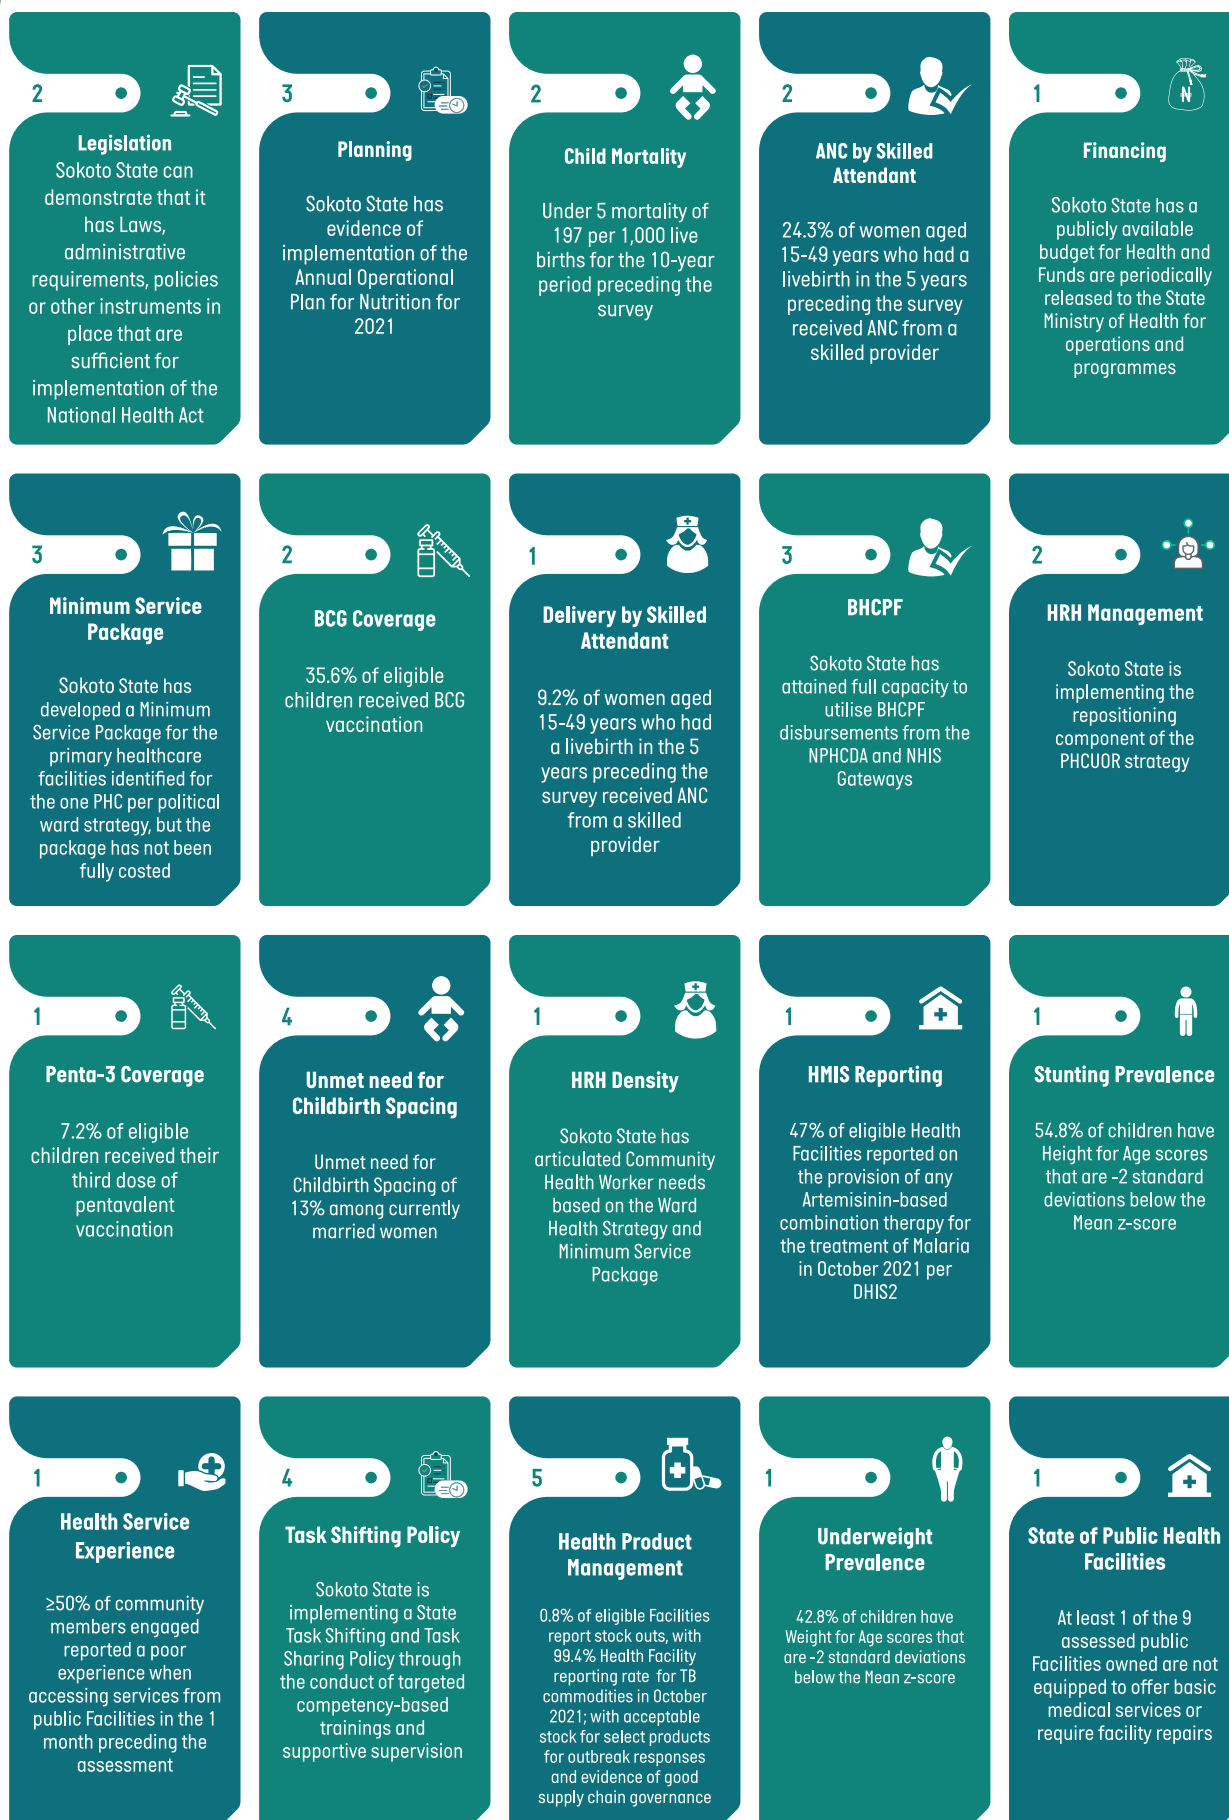 2
Legislation
Sokoto State can
demonstrate that it
has Laws,
administrative
requirements, policies
or other instruments in
place that are
sufficient for
implementation of the
National Health Act
3
Planning
Sokoto State has
evidence of
implementation of the
Annual Operational
Plan for Nutrition for
2021
2
Child Mortality
Under 5 mortality of
197 per 1,000 live
births for the 10-year
period preceding the
survey
2
ANC by Skilled
Attendant
24.3% of women aged
15-49 years who had a
livebirth in the 5 years
preceding the survey
received ANC from a
skilled provider
1
₦
Financing
Sokoto State has a
publicly available
budget for Health and
Funds are periodically
released to the State
Ministry of Health for
operations and
programmes
3
Minimum Service
Package
Sokoto State has
developed a Minimum
Service Package for the
primary healthcare
facilities identified for
the one PHC per political
ward strategy, but the
package has not been
fully costed
2
BCG Coverage
35.6% of eligible
children received BCG
vaccination
1
Delivery by Skilled
Attendant
9.2% of women aged
15-49 years who had
a livebirth in the 5
years preceding the
survey received ANC
from a skilled
provider
3
BHCPF
Sokoto State has
attained full capacity to
utilise BHCPF
disbursements from the
NPHCDA and NHIS
Gateways
2
HRH Management
Sokoto State is
implementing the
repositioning
component of the
PHCUOR strategy
1
Penta-3 Coverage
7.2% of eligible
children received their
third dose of
pentavalent
vaccination
4
Unmet need for
Childbirth Spacing
Unmet need for
Childbirth Spacing of
13% among currently
married women
1
HRH Density
Sokoto State has
articulated Community
Health Worker needs
based on the Ward
Health Strategy and
Minimum Service
Package
1
HMIS Reporting
47% of eligible Health
Facilities reported on
the provision of any
Artemisinin-based
combination therapy for
the treatment of Malaria
in October 2021 per
DHIS2
1
Stunting Prevalence
54.8% of children have
Height for Age scores
that are -2 standard
deviations below the
Mean z-score
1
Health Service
Experience
≥50% of community
members engaged
reported a poor
experience when
accessing services from
public Facilities in the 1
month preceding the
assessment
4
Task Shifting Policy
Sokoto State is
implementing a State
Task Shifting and Task
Sharing Policy through
the conduct of targeted
competency-based
trainings and
supportive supervision
5
Health Product
Management
0.8% of eligible Facilities
report stock outs, with
99.4% Health Facility
reporting rate for TB
commodities in October
2021; with acceptable
stock for select products
for outbreak responses
and evidence of good
supply chain governance
1
Underweight
Prevalence
42.8% of children have
Weight for Age scores that
are -2 standard deviations
below the Mean z-score
1
State of Public Health
Facilities
At least 1 of the 9
assessed public
Facilities owned are not
equipped to offer basic
medical services or
require facility repairs